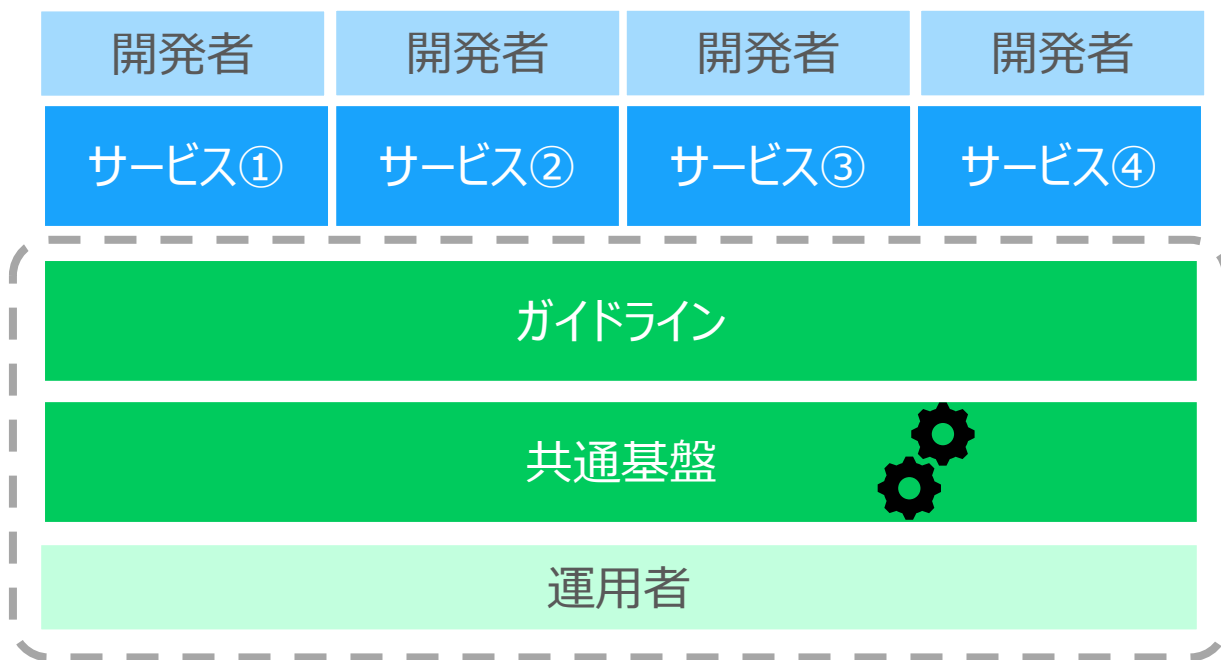 開発者 開発者 開発者 開発者
サービス① サービス② サービス③ サービス④
ガイドライン
共通基盤
運用者